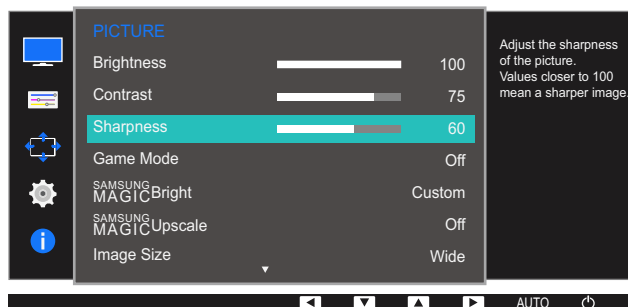 PICTURE
Brightness 100
Contrast 75
Sharpness 60
Game Mode Off
SAMSUNG MAGIC Bright Custom
SAMSUNG MAGIC Upscale Off
Image Size Wide
Adjust the sharpness
of the picture.
Values closer to 100
mean a sharper image.
AUTO